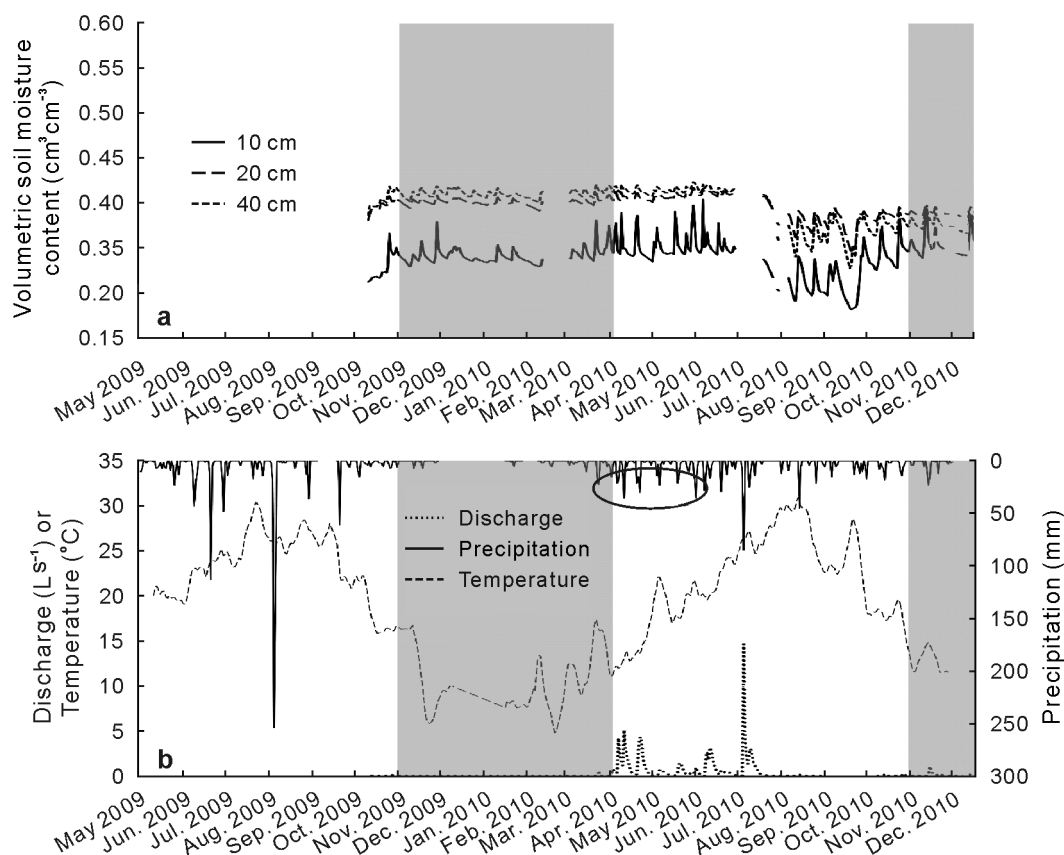 Volumetric soil moisture
content (cm³cm⁻³)
0.60
0.55
0.50
0.45
0.40
0.35
0.20
0.15
10 cm
20 cm
40 cm
a
May 2009
Jun. 2009
Jul. 2009
Aug. 2009
Sep. 2009
Oct. 2009
Nov. 2009
Dec. 2009
Jan. 2010
Feb. 2010
Mar. 2010
Apr. 2010
May 2010
Jun. 2010
Jul. 2010
Aug. 2010
Sep. 2010
Oct. 2010
Nov. 2010
Dec. 2010
Discharge (L s⁻¹) or
Temperature (°C)
35
30
25
20
15
10
5
0
Discharge
Precipitation
Temperature
b
0
50
100
150
200
250
300
Precipitation (mm)
May 2009
Jun. 2009
Jul. 2009
Aug. 2009
Sep. 2009
Oct. 2009
Nov. 2009
Dec. 2009
Jan. 2010
Feb. 2010
Mar. 2010
Apr. 2010
May 2010
Jun. 2010
Jul. 2010
Aug. 2010
Sep. 2010
Oct. 2010
Nov. 2010
Dec. 2010